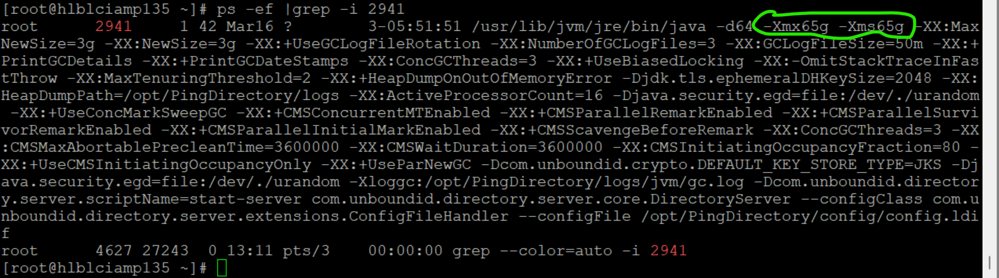 [root@hlblciamp135 ~]# ps -ef |grep -i 2941
root      2941     1 42 Mar16 ?        3-05:51:51 /usr/lib/jvm/jre/bin/java -d64 -Xmx65g -Xms65g -XX:Max
NewSize=3g -XX:NewSize=3g -XX:+UseGCLogFileRotation -XX:NumberOfGCLogFiles=3 -XX:GCLogFileSize=50m -XX:+
PrintGCDetails -XX:+PrintGCDateStamps -XX:ConcGCThreads=3 -XX:+UseBiasedLocking -XX:-OmitStackTraceInFas
tThrow -XX:MaxTenuringThreshold=2 -XX:+HeapDumpOnOutOfMemoryError -Djdk.tls.ephemeralDHKeySize=2048 -XX:
HeapDumpPath=/opt/PingDirectory/logs -XX:ActiveProcessorCount=16 -Djava.security.egd=file:/dev/./urandom
 -XX:+UseConcMarkSweepGC -XX:+CMSConcurrentMTEnabled -XX:+CMSParallelRemarkEnabled -XX:+CMSParallelSurvi
vorRemarkEnabled -XX:+CMSParallelInitialMarkEnabled -XX:+CMSScavengeBeforeRemark -XX:ConcGCThreads=3 -XX
:CMSMaxAbortablePrecleanTime=3600000 -XX:CMSWaitDuration=3600000 -XX:CMSInitiatingOccupancyFraction=80 -
XX:+UseCMSInitiatingOccupancyOnly -XX:+UseParNewGC -Dcom.unboundid.crypto.DEFAULT_KEY_STORE_TYPE=JKS -Dj
ava.security.egd=file:/dev/./urandom -Xloggc:/opt/PingDirectory/logs/jvm/gc.log -Dcom.unboundid.director
y.server.scriptName=start-server com.unboundid.directory.server.core.DirectoryServer --configClass com.u
nboundid.directory.server.extensions.ConfigFileHandler --configFile /opt/PingDirectory/config/config.ldi
f
root      4627 27243  0 13:11 pts/3    00:00:00 grep --color=auto -i 2941
[root@hlblciamp135 ~]#